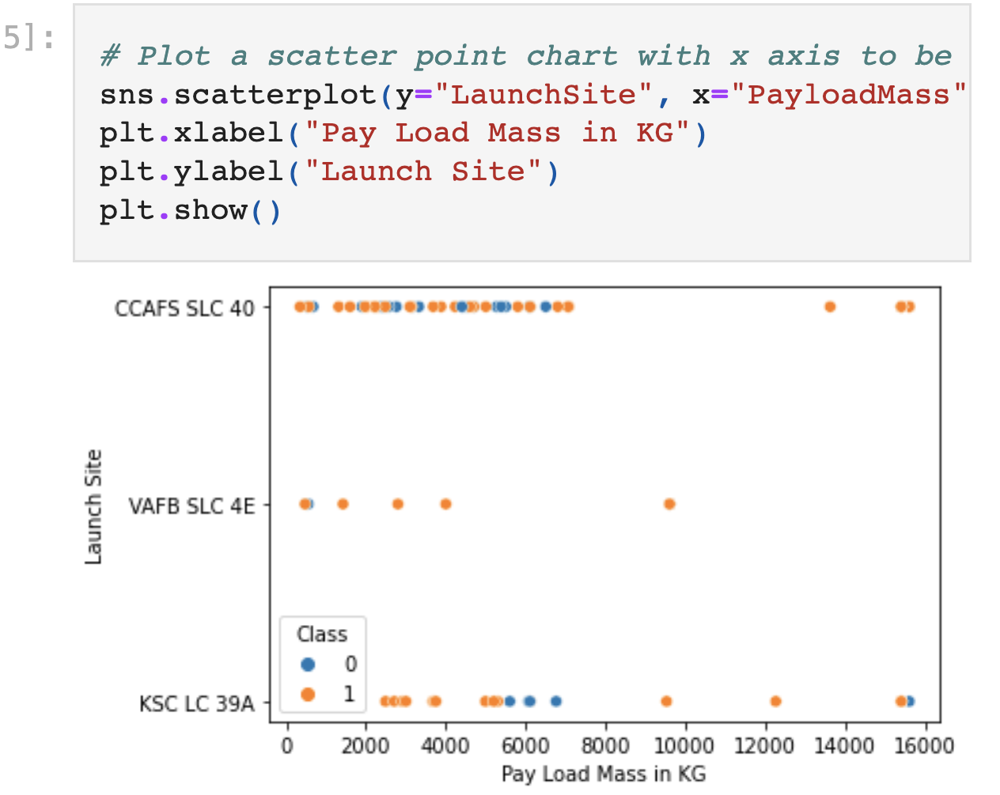 5]:
# Plot a scatter point chart with x axis to be
sns.scatterplot(y="LaunchSite", x="PayloadMass"
plt.xlabel("Pay Load Mass in KG")
plt.ylabel("Launch Site")
plt.show()
CCAFS SLC 40
VAFB SLC 4E
KSC LC 39A
Launch Site
Class
0
1
0 2000 4000 6000 8000 10000 12000 14000 16000
Pay Load Mass in KG